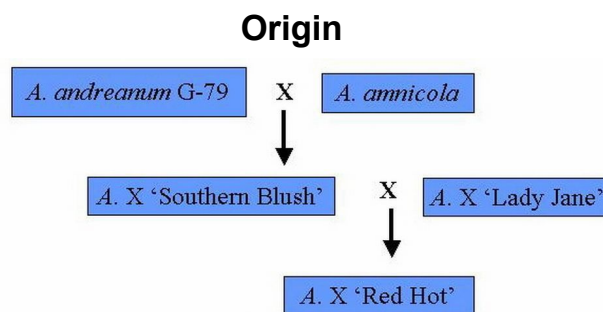 Origin
A. andreanum G-79 X A. amnicola
A. X ‘Southern Blush’ X A. X ‘Lady Jane’
A. X ‘Red Hot’